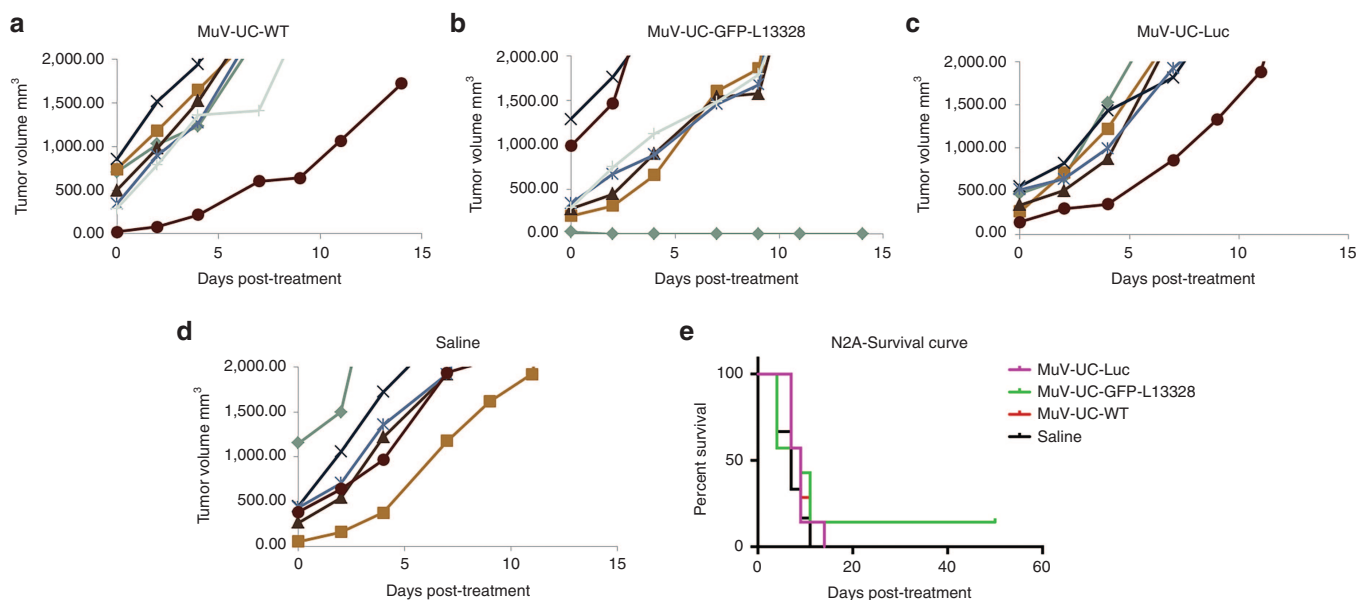 a
MuV-UC-WT
Tumor volume mm³
2,000.00
1,500.00
1,000.00
500.00
0.00
0 5 10 15
Days post-treatment
b
MuV-UC-GFP-L13328
Tumor volume mm³
2,000.00
1,500.00
1,000.00
500.00
0.00
0 5 10 15
Days post-treatment
c
MuV-UC-Luc
Tumor volume mm³
2,000.00
1,500.00
1,000.00
500.00
0.00
0 5 10 15
Days post-treatment
d
Saline
Tumor volume mm³
2,000.00
1,500.00
1,000.00
500.00
0.00
0 5 10 15
Days post-treatment
e
N2A-Survival curve
Percent survival
100
50
0
0 20 40 60
Days post-treatment
MuV-UC-Luc
MuV-UC-GFP-L13328
MuV-UC-WT
Saline